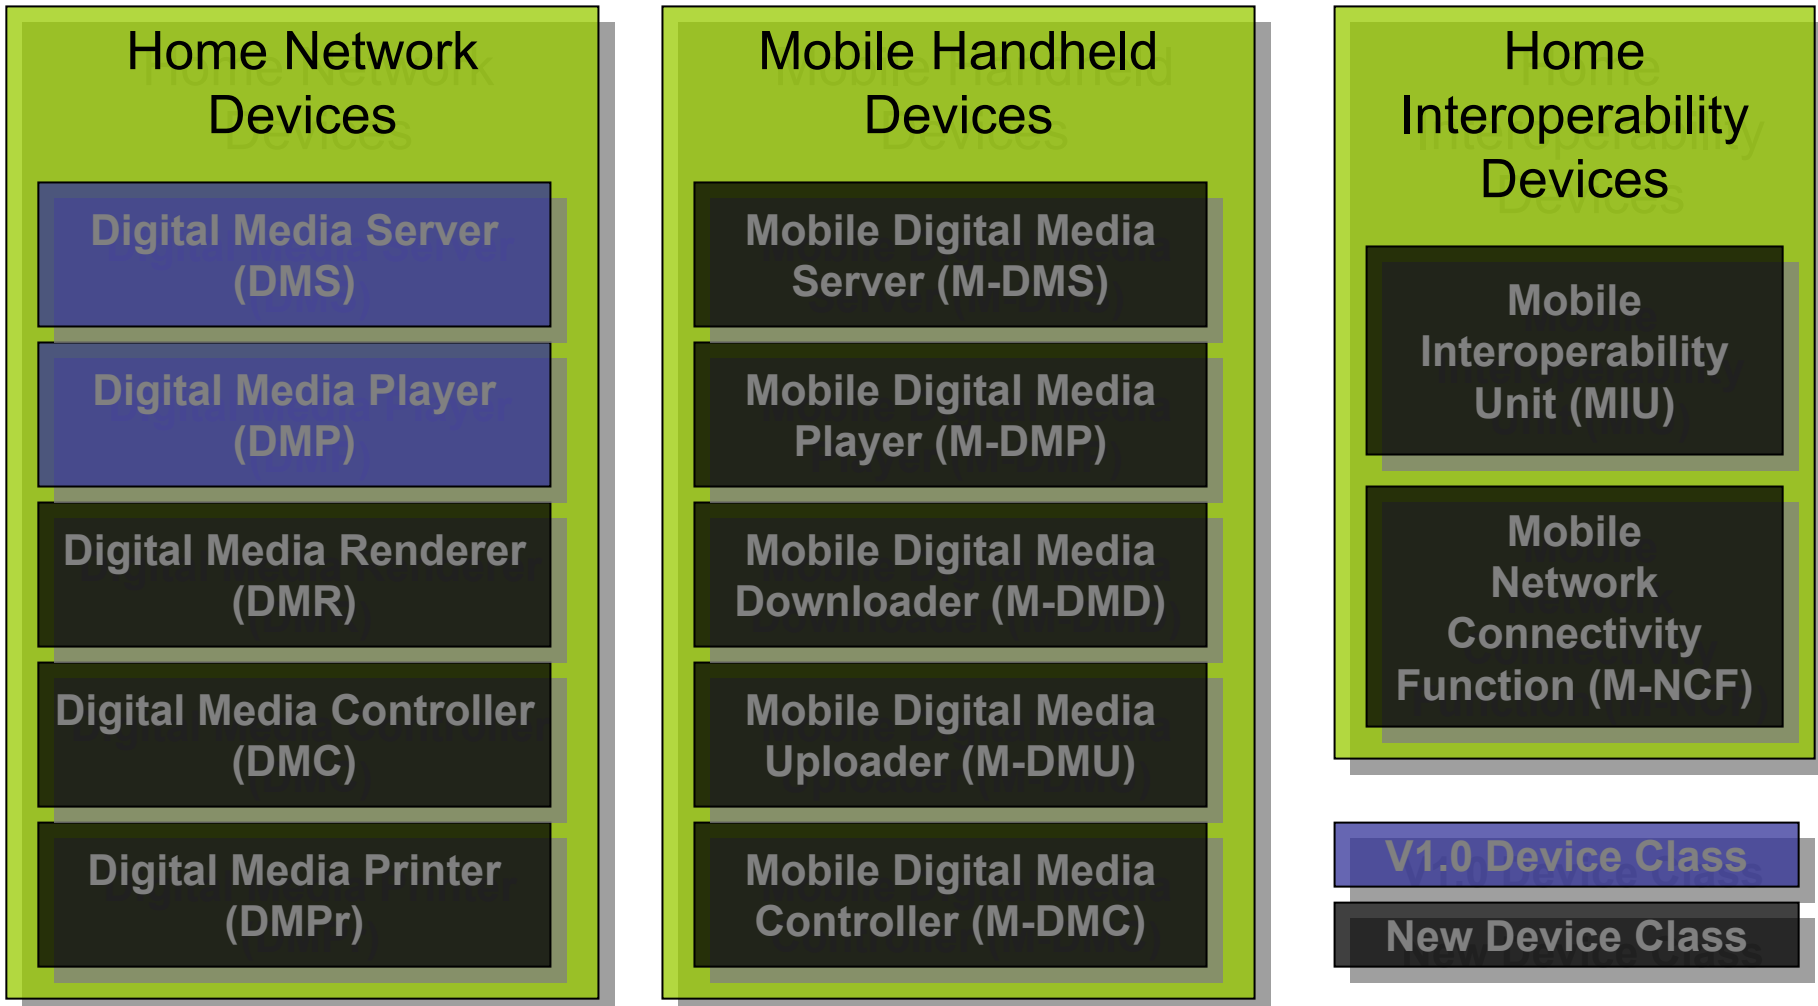 Home Network
Devices
Digital Media Server
(DMS)
Digital Media Player
(DMP)
Digital Media Renderer
(DMR)
Digital Media Controller
(DMC)
Digital Media Printer
(DMPr)
Mobile Handheld
Devices
Mobile Digital Media
Server (M-DMS)
Mobile Digital Media
Player (M-DMP)
Mobile Digital Media
Downloader (M-DMD)
Mobile Digital Media
Uploader (M-DMU)
Mobile Digital Media
Controller (M-DMC)
Home
Interoperability
Devices
Mobile
Interoperability
Unit (MIU)
Mobile
Network
Connectivity
Function (M-NCF)
V1.0 Device Class
New Device Class